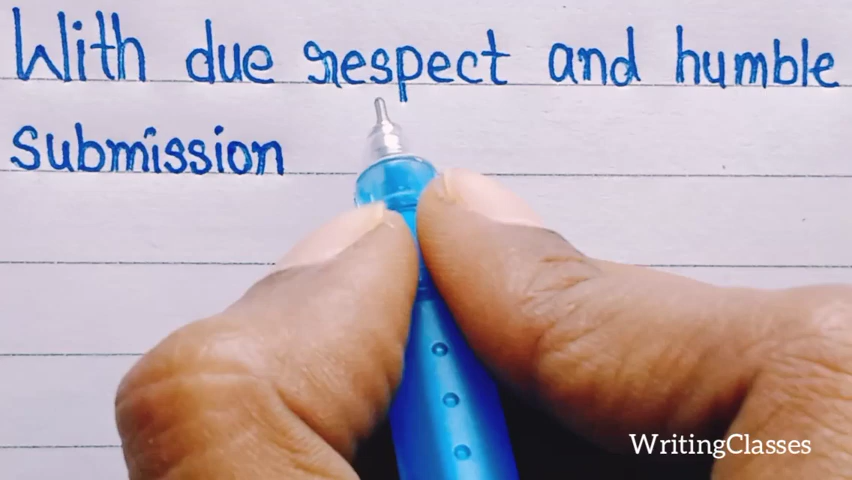 With due respect and humble
submission
WritingClasses